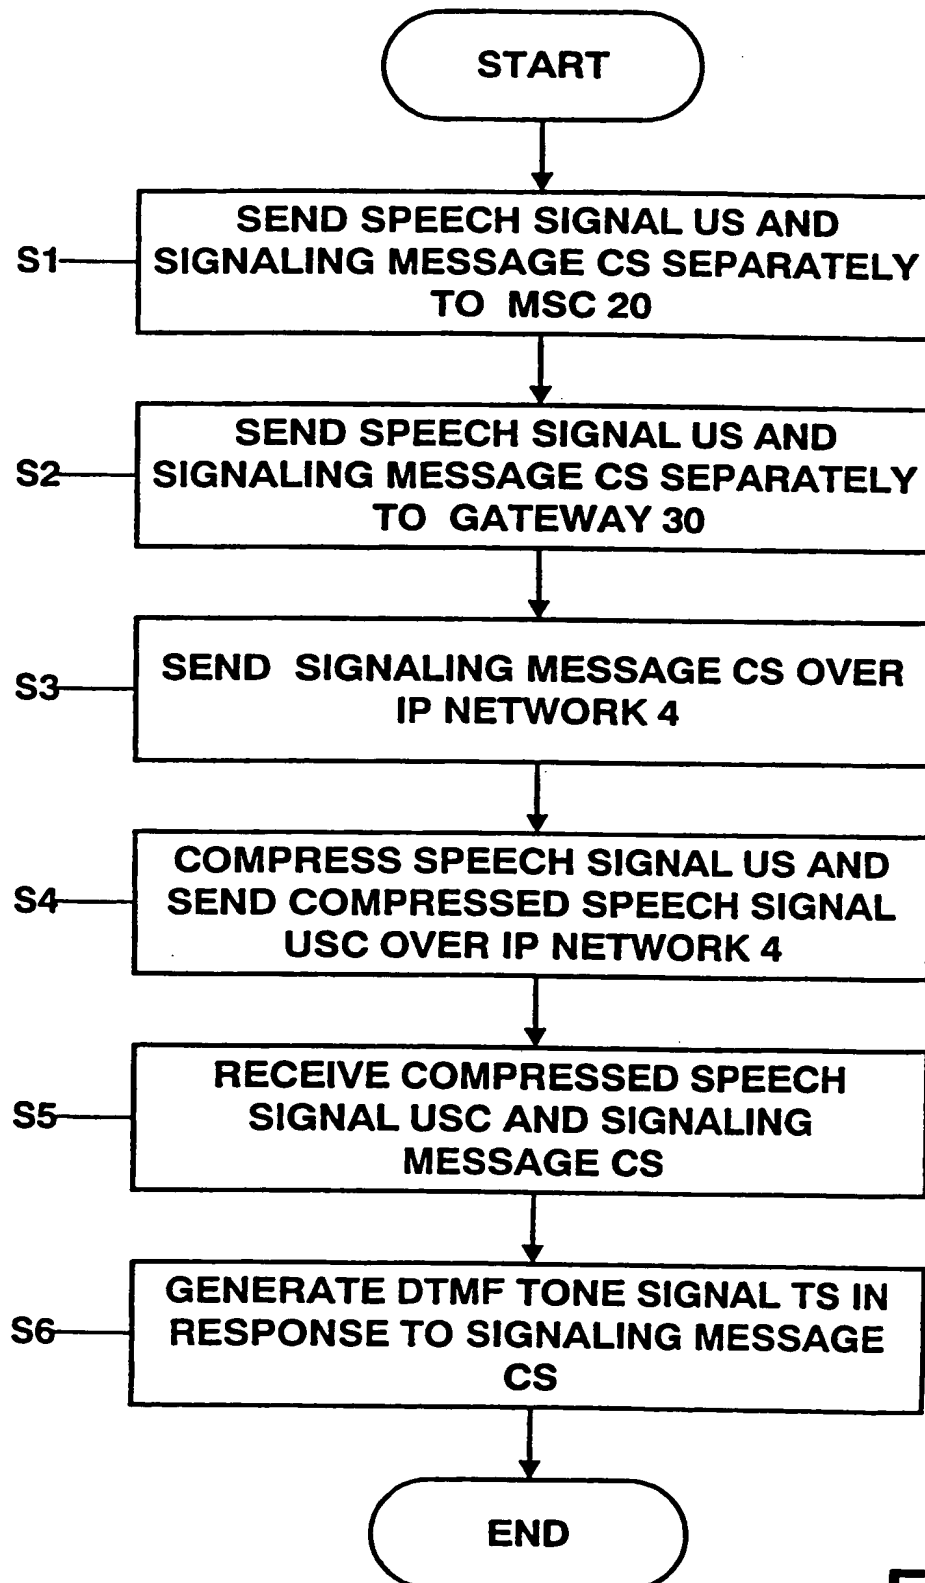 START
S1
SEND SPEECH SIGNAL US AND
SIGNALING MESSAGE CS SEPARATELY
TO MSC 20
S2
SEND SPEECH SIGNAL US AND
SIGNALING MESSAGE CS SEPARATELY
TO GATEWAY 30
S3
SEND SIGNALING MESSAGE CS OVER
IP NETWORK 4
S4
COMPRESS SPEECH SIGNAL US AND
SEND COMPRESSED SPEECH SIGNAL
USC OVER IP NETWORK 4
S5
RECEIVE COMPRESSED SPEECH
SIGNAL USC AND SIGNALING
MESSAGE CS
S6
GENERATE DTMF TONE SIGNAL TS IN
RESPONSE TO SIGNALING MESSAGE
CS
END